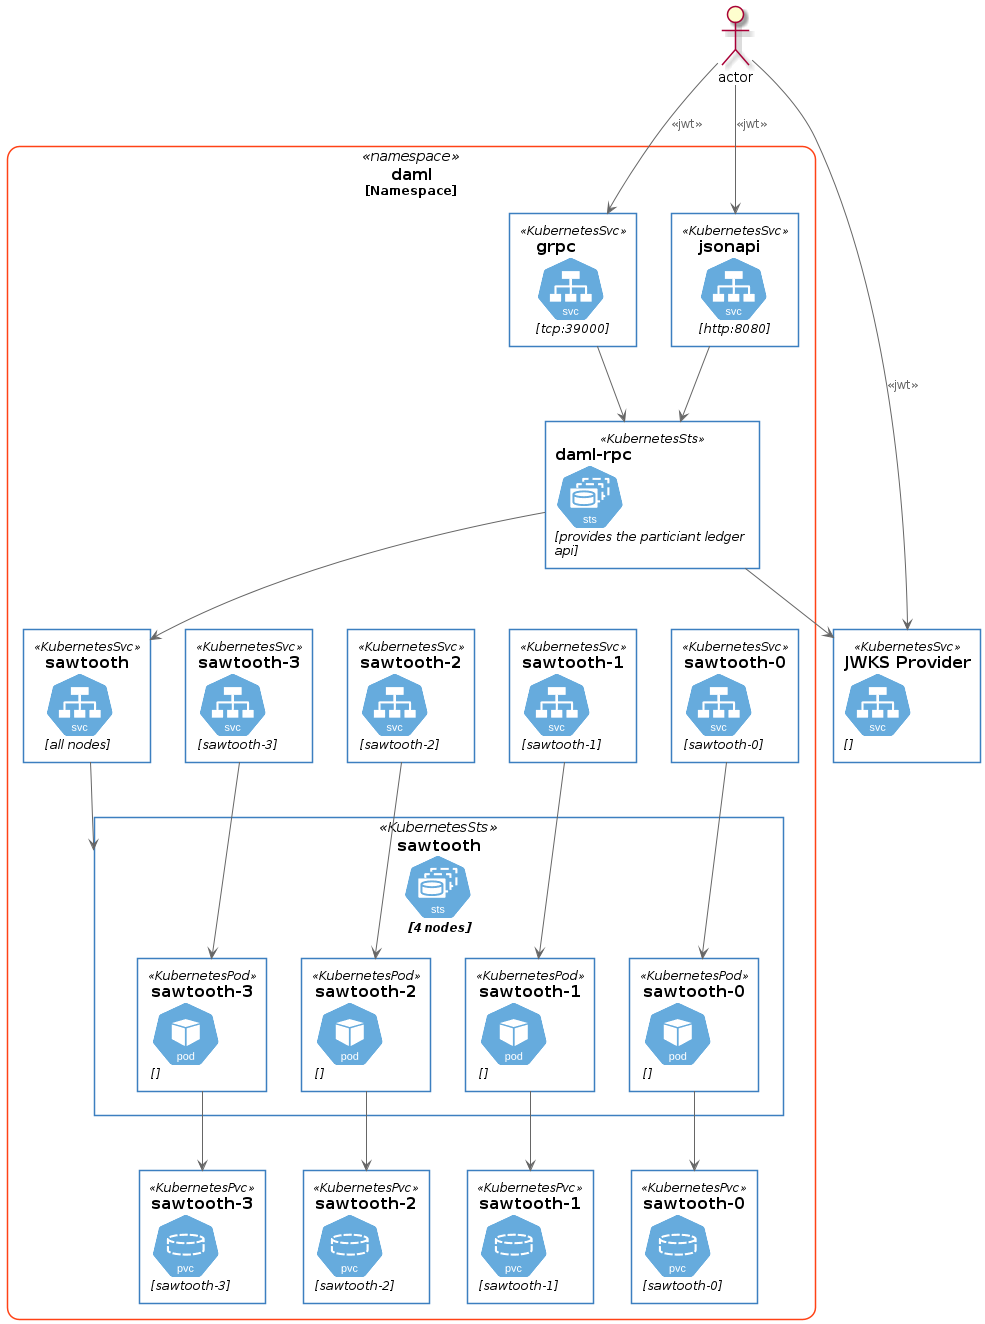 actor
«jwt»
«jwt»
«namespace»
daml
[Namespace]
«KubernetesSvc»
grpc
svc
[tcp:39000]
«KubernetesSvc»
jsonapi
svc
[http:8080]
«jwt»
«KubernetesSts»
daml-rpc
sts
[provides the particiant ledger
api]
«KubernetesSvc»
sawtooth
svc
[all nodes]
«KubernetesSvc»
sawtooth-3
svc
[sawtooth-3]
«KubernetesSvc»
sawtooth-2
svc
[sawtooth-2]
«KubernetesSvc»
sawtooth-1
svc
[sawtooth-1]
«KubernetesSvc»
sawtooth-0
svc
[sawtooth-0]
«KubernetesSvc»
JWKS Provider
svc
[]
«KubernetesSts»
sawtooth
sts
[4 nodes]
«KubernetesPod»
sawtooth-3
pod
[]
«KubernetesPod»
sawtooth-2
pod
[]
«KubernetesPod»
sawtooth-1
pod
[]
«KubernetesPod»
sawtooth-0
pod
[]
«KubernetesPvc»
sawtooth-3
pvc
[sawtooth-3]
«KubernetesPvc»
sawtooth-2
pvc
[sawtooth-2]
«KubernetesPvc»
sawtooth-1
pvc
[sawtooth-1]
«KubernetesPvc»
sawtooth-0
pvc
[sawtooth-0]